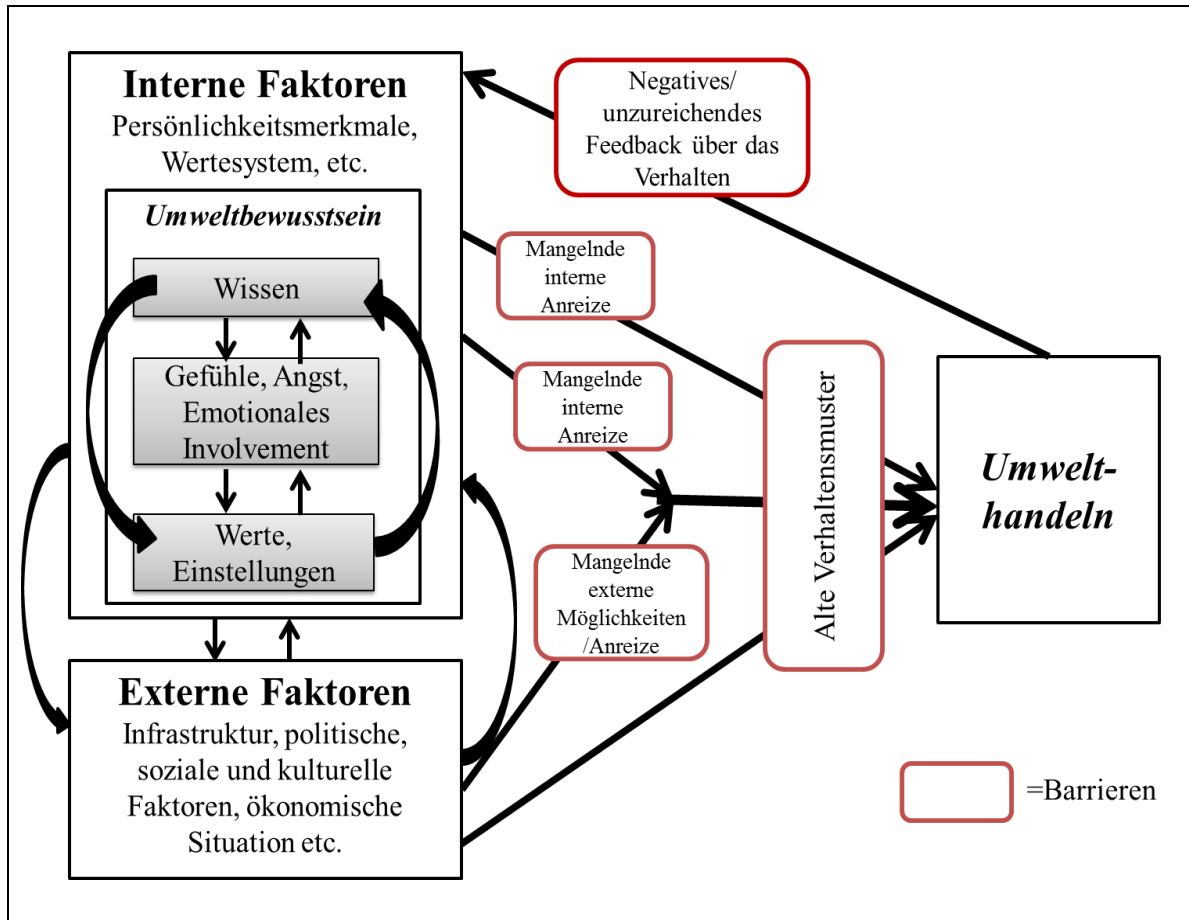 Interne Faktoren
Persönlichkeitsmerkmale,
Wertesystem, etc.
Umweltbewusstsein
Wissen
Gefühle, Angst,
Emotionales
Involvement
Werte,
Einstellungen
Externe Faktoren
Infrastruktur, politische,
soziale und kulturelle
Faktoren, ökonomische
Situation etc.
Negatives/
unzureichendes
Feedback über das
Verhalten
Mangelnde
interne
Anreize
Mangelnde
interne
Anreize
Mangelnde
externe
Möglichkeiten
/Anreize
Alte Verhaltensmuster
Umwelt-
handeln
=Barrieren